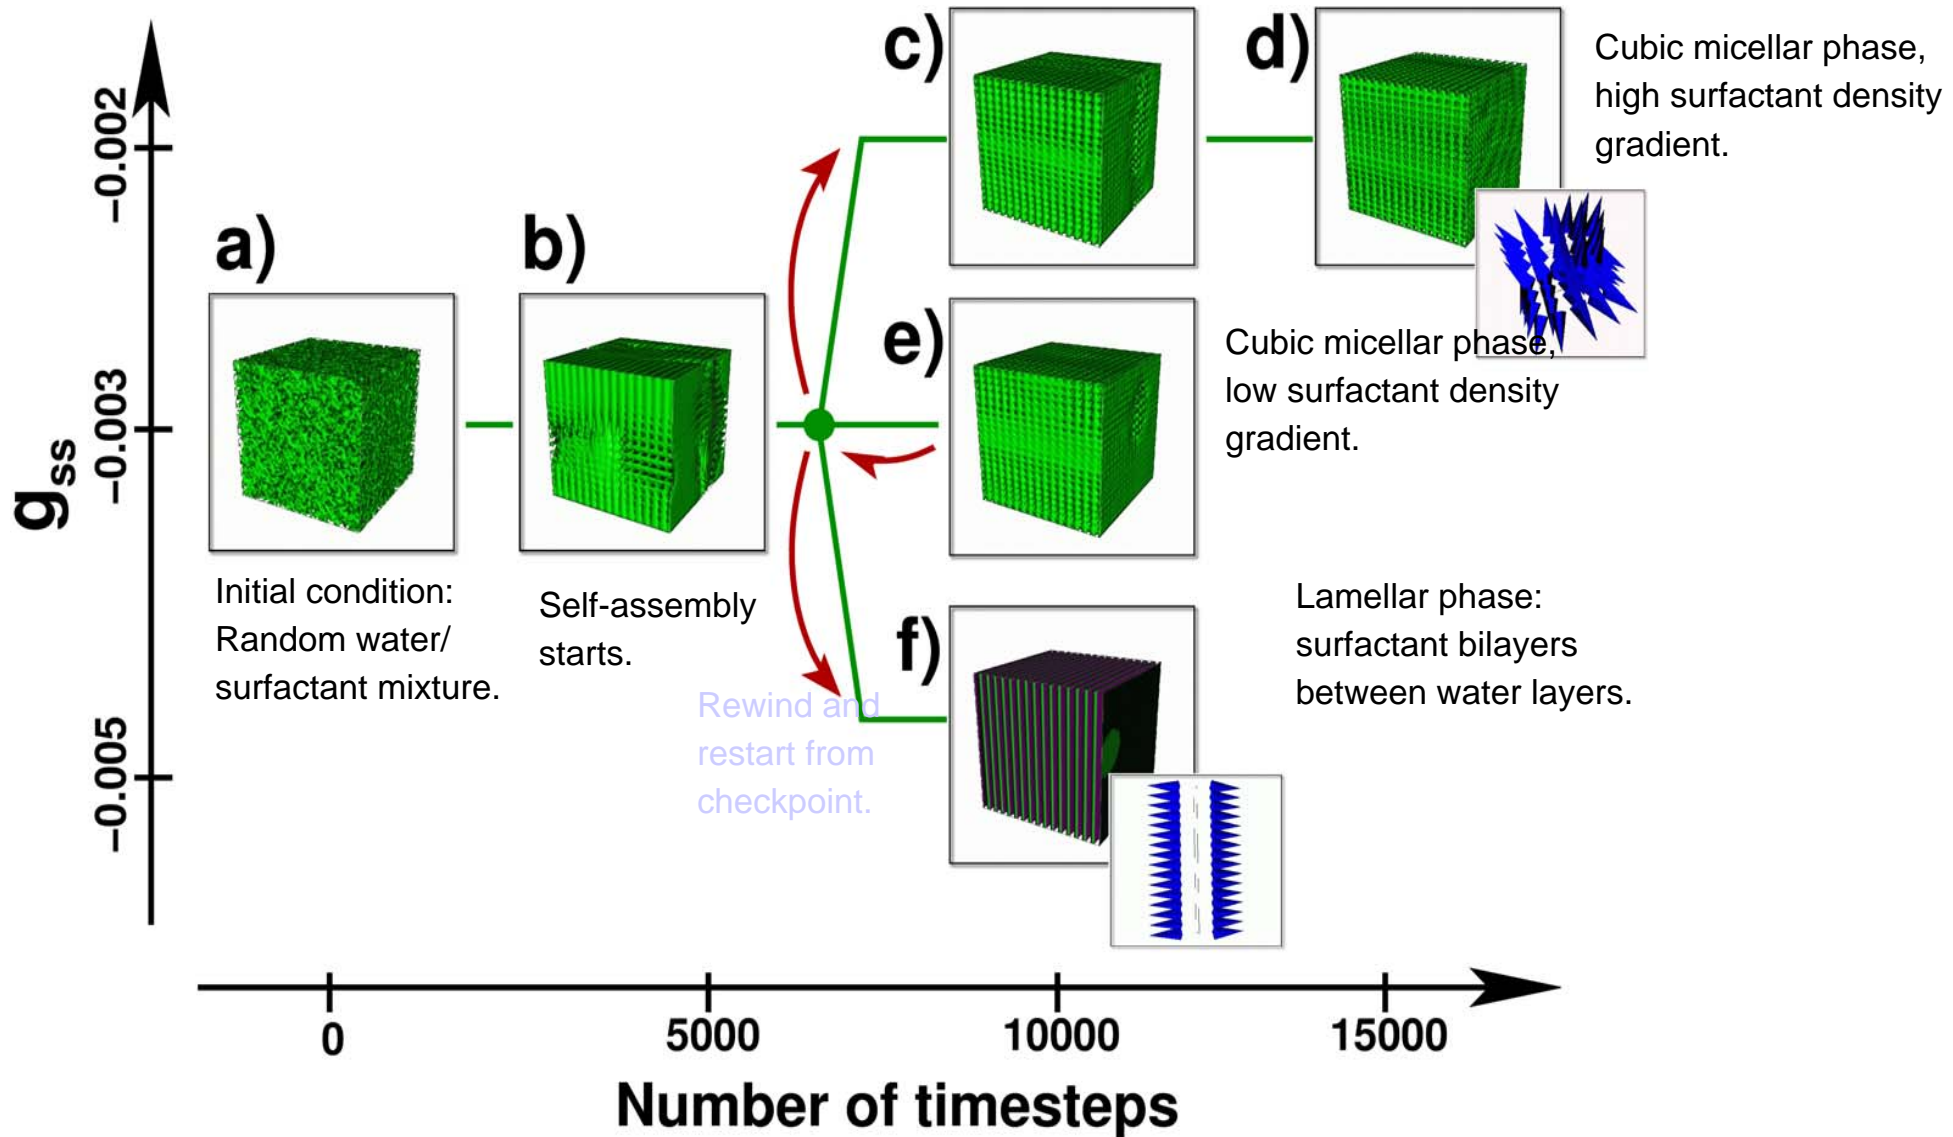 c)
d)
Cubic micellar phase,
high surfactant density
gradient.
−0.002
a)
b)
e)
Cubic micellar phase,
low surfactant density
gradient.
−0.003
g_ss
Initial condition:
Random water/
surfactant mixture.
Self-assembly
starts.
f)
Lamellar phase:
surfactant bilayers
between water layers.
Rewind and
restart from
checkpoint.
−0.005
0
5000
10000
15000
Number of timesteps